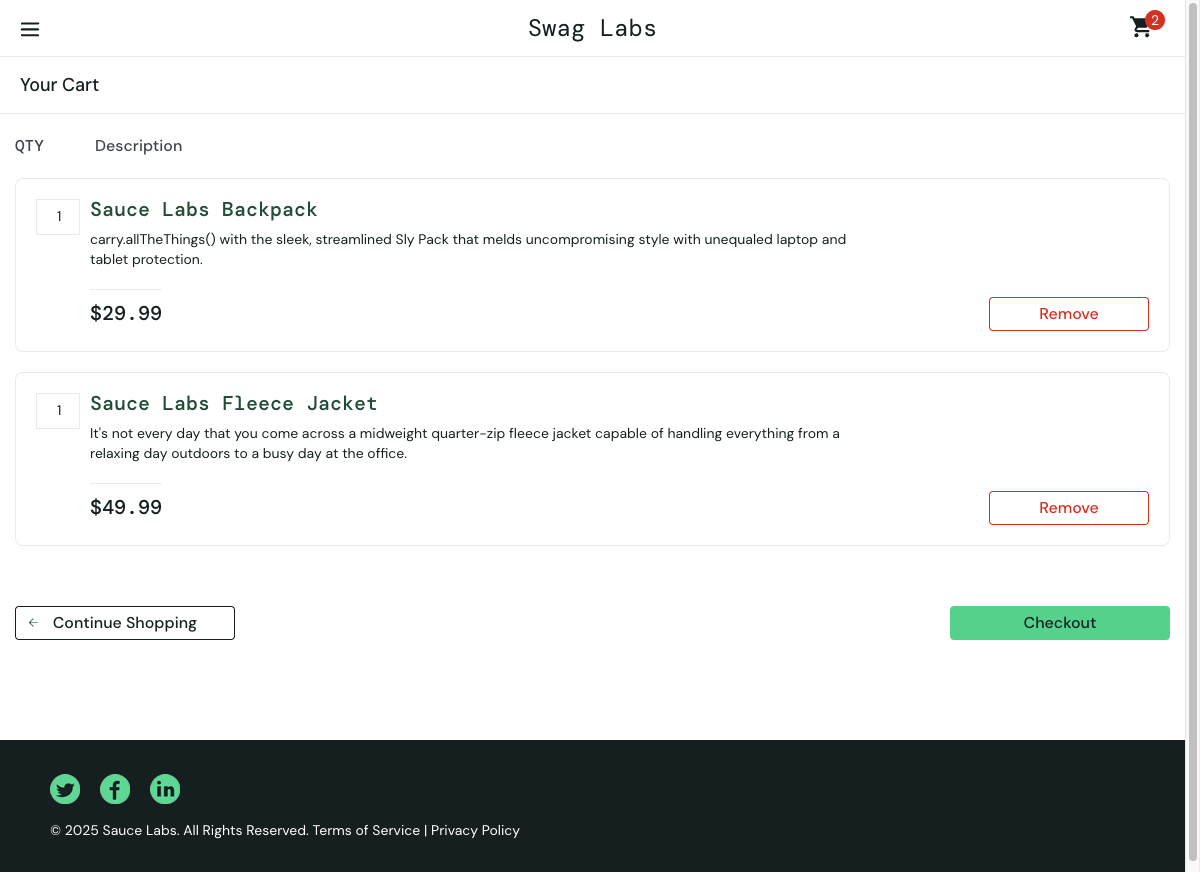 Swag Labs
2
Your Cart
QTY Description
1
Sauce Labs Backpack
carry.allTheThings() with the sleek, streamlined Sly Pack that melds uncompromising style with unequaled laptop and
tablet protection.
$29.99
Remove
1
Sauce Labs Fleece Jacket
It's not every day that you come across a midweight quarter-zip fleece jacket capable of handling everything from a
relaxing day outdoors to a busy day at the office.
$49.99
Remove
Continue Shopping
Checkout
© 2025 Sauce Labs. All Rights Reserved. Terms of Service | Privacy Policy